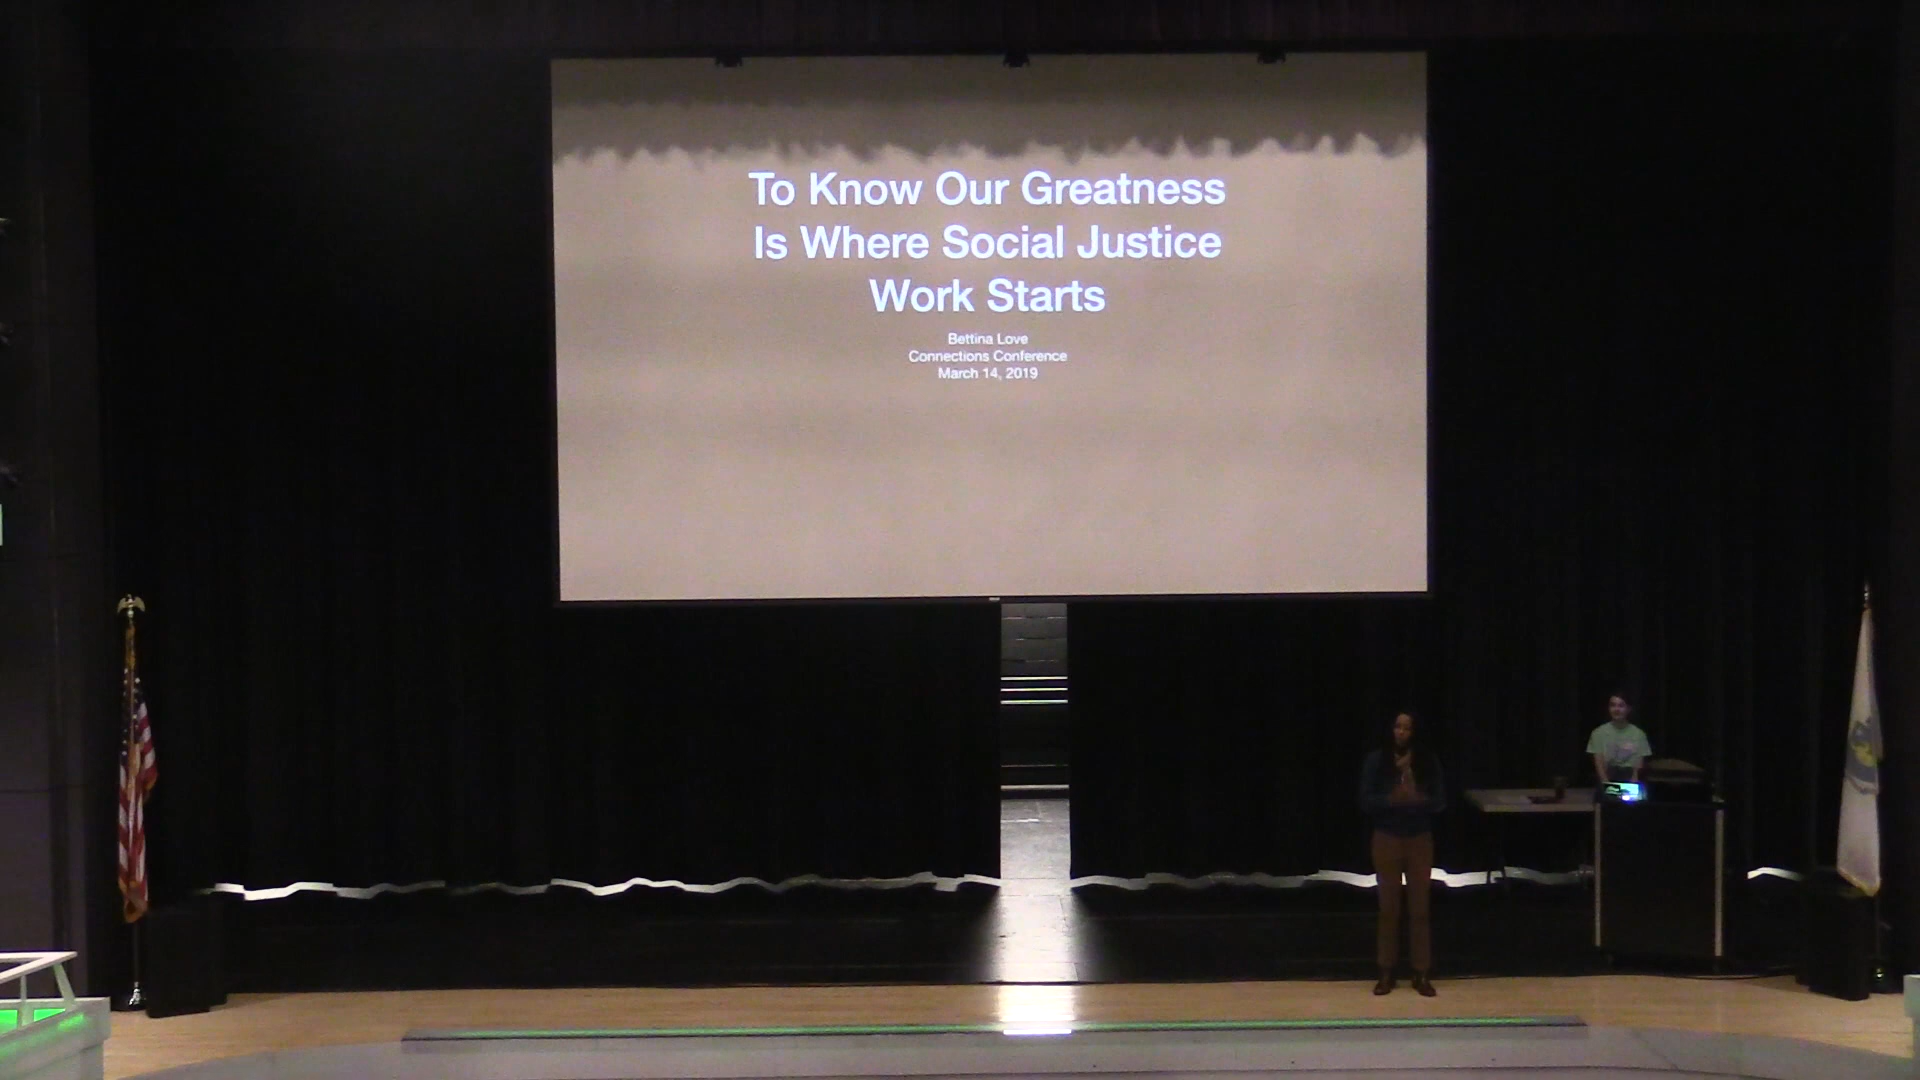 To Know Our Greatness
Is Where Social Justice
Work Starts
Bettina Love
Connections Conference
March 14, 2019